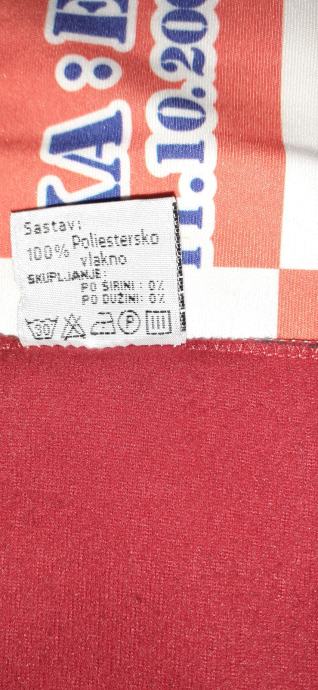 A:E
11.10.200
Sastav:
100% Poliestersko
vlakno
SKUPLJANJE:
PO ŠIRINI: 0%
PO DUŽINI: 0%
30 P